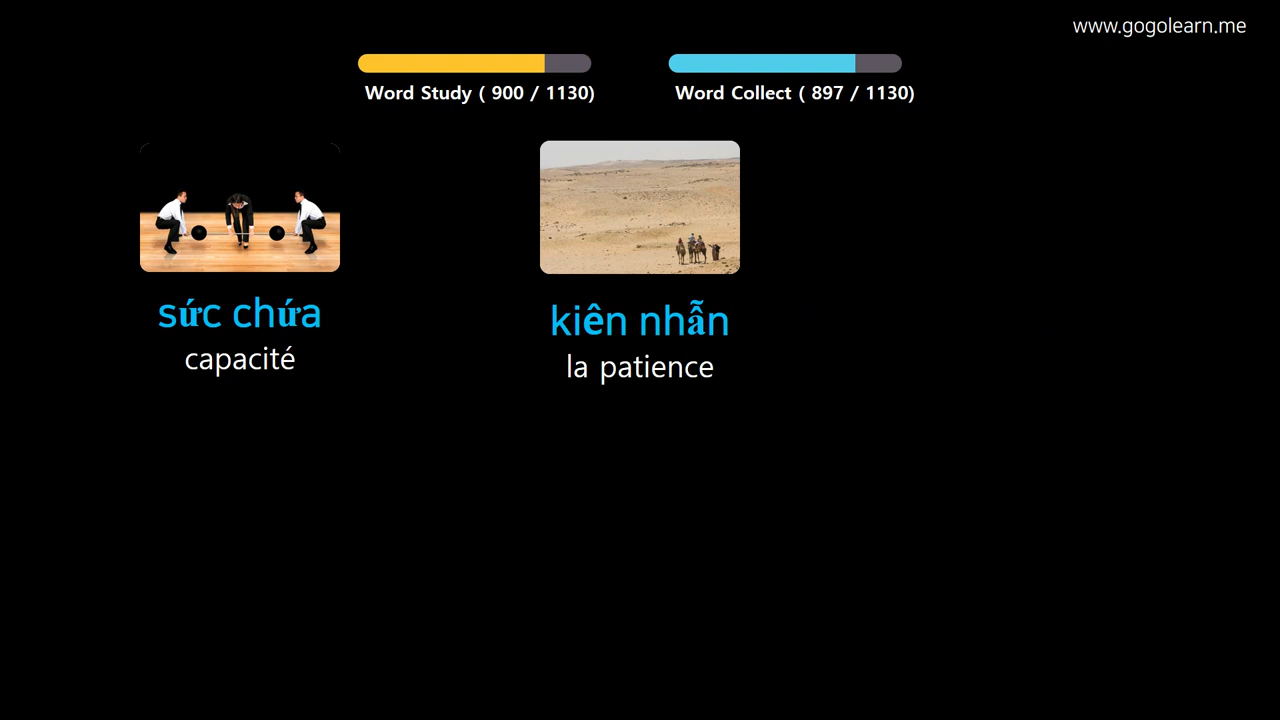 www.gogolearn.me
Word Study ( 900 / 1130)
Word Collect ( 897 / 1130)
sức chứa
capacité
kiên nhẫn
la patience